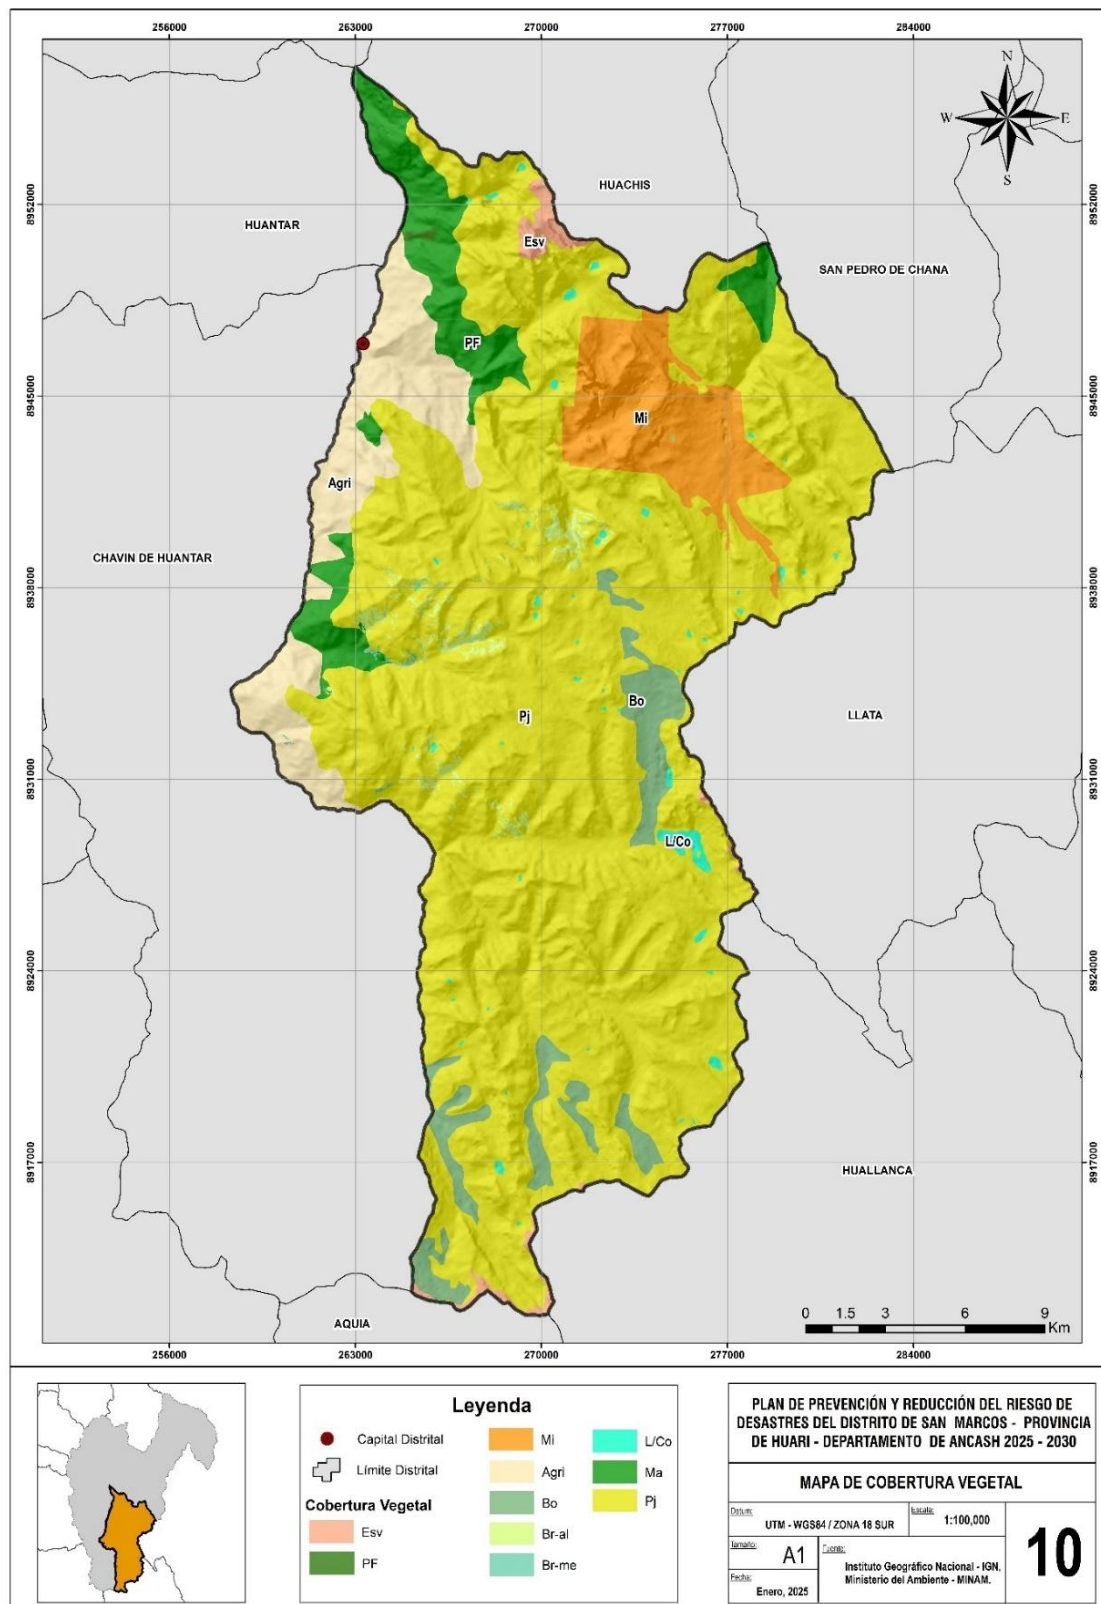 256000 263000 270000 277000 284000
N
W E
S
HUACHIS
8952000 8952000
HUANTAR
Esv
SAN PEDRO DE CHANA
PF
8945000 8945000
Mi
Agri
CHAVIN DE HUANTAR
8938000 8938000
Bo
Pj
LLATA
8931000 8931000
L/Co
8924000 8924000
8917000 8917000
HUALLANCA
AQUIA
0 1.5 3 6 9
Km
256000 263000 270000 277000 284000
Leyenda
Capital Distrital
Límite Distrital
Cobertura Vegetal
Esv
PF
Mi
Agri
Bo
Br-al
Br-me
L/Co
Ma
Pj
PLAN DE PREVENCIÓN Y REDUCCIÓN DEL RIESGO DE
DESASTRES DEL DISTRITO DE SAN MARCOS - PROVINCIA
DE HUARI - DEPARTAMENTO DE ANCASH 2025 - 2030
MAPA DE COBERTURA VEGETAL
Datum:
UTM - WGS84 / ZONA 18 SUR
Escala:
1:100,000
Tamaño:
A1
Fuente:
Instituto Geográfico Nacional - IGN,
Ministerio del Ambiente - MINAM.
Fecha:
Enero, 2025
10